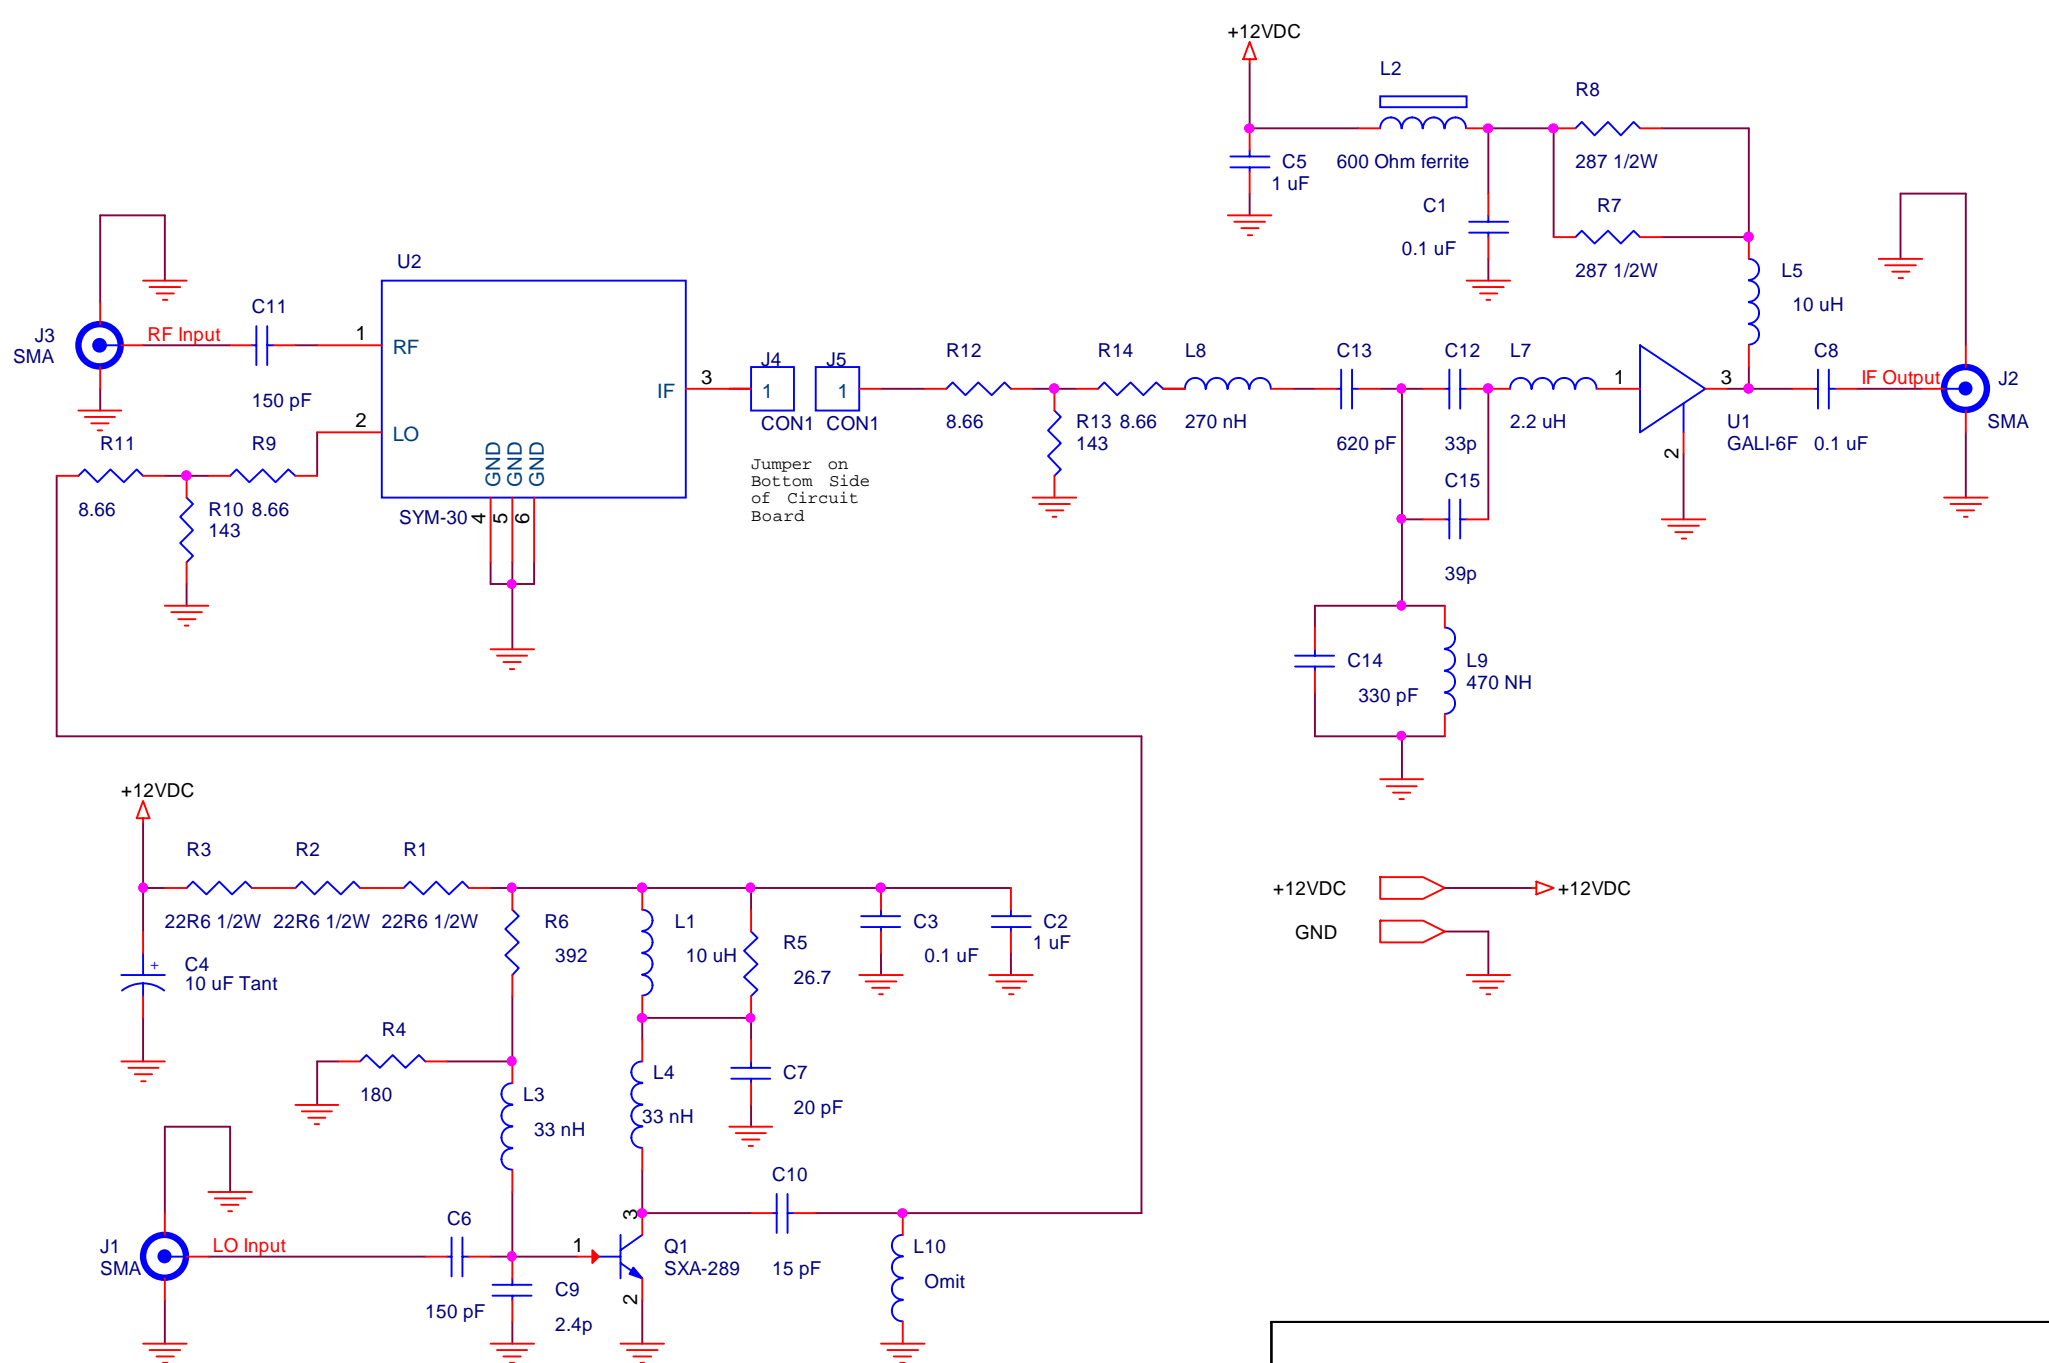 +12VDC
L2
R8
C5
1 uF
600 Ohm ferrite
287 1/2W
C1
0.1 uF
R7
287 1/2W
L5
10 uH
U2
C11
J3
SMA
RF Input
150 pF
1
RF
2
LO
IF
3
GND
GND
GND
4
5
6
SYM-30
R11
8.66
R9
R10 8.66
143
J4
1
CON1
J5
1
CON1
Jumper on
Bottom Side
of Circuit
Board
R12
8.66
R14
R13 8.66
143
L8
270 nH
C13
620 pF
C12
33p
C15
39p
L7
2.2 uH
1
3
2
U1
GALI-6F
C8
0.1 uF
IF Output
J2
SMA
C14
330 pF
L9
470 NH
+12VDC
R3
R2
R1
22R6 1/2W
22R6 1/2W
22R6 1/2W
+
C4
10 uF Tant
R6
392
L1
10 uH
R5
26.7
C3
0.1 uF
C2
1 uF
R4
180
L3
33 nH
L4
33 nH
C7
20 pF
+12VDC
+12VDC
GND
J1
SMA
LO Input
C6
150 pF
C9
2.4p
1
3
2
Q1
SXA-289
C10
15 pF
L10
Omit